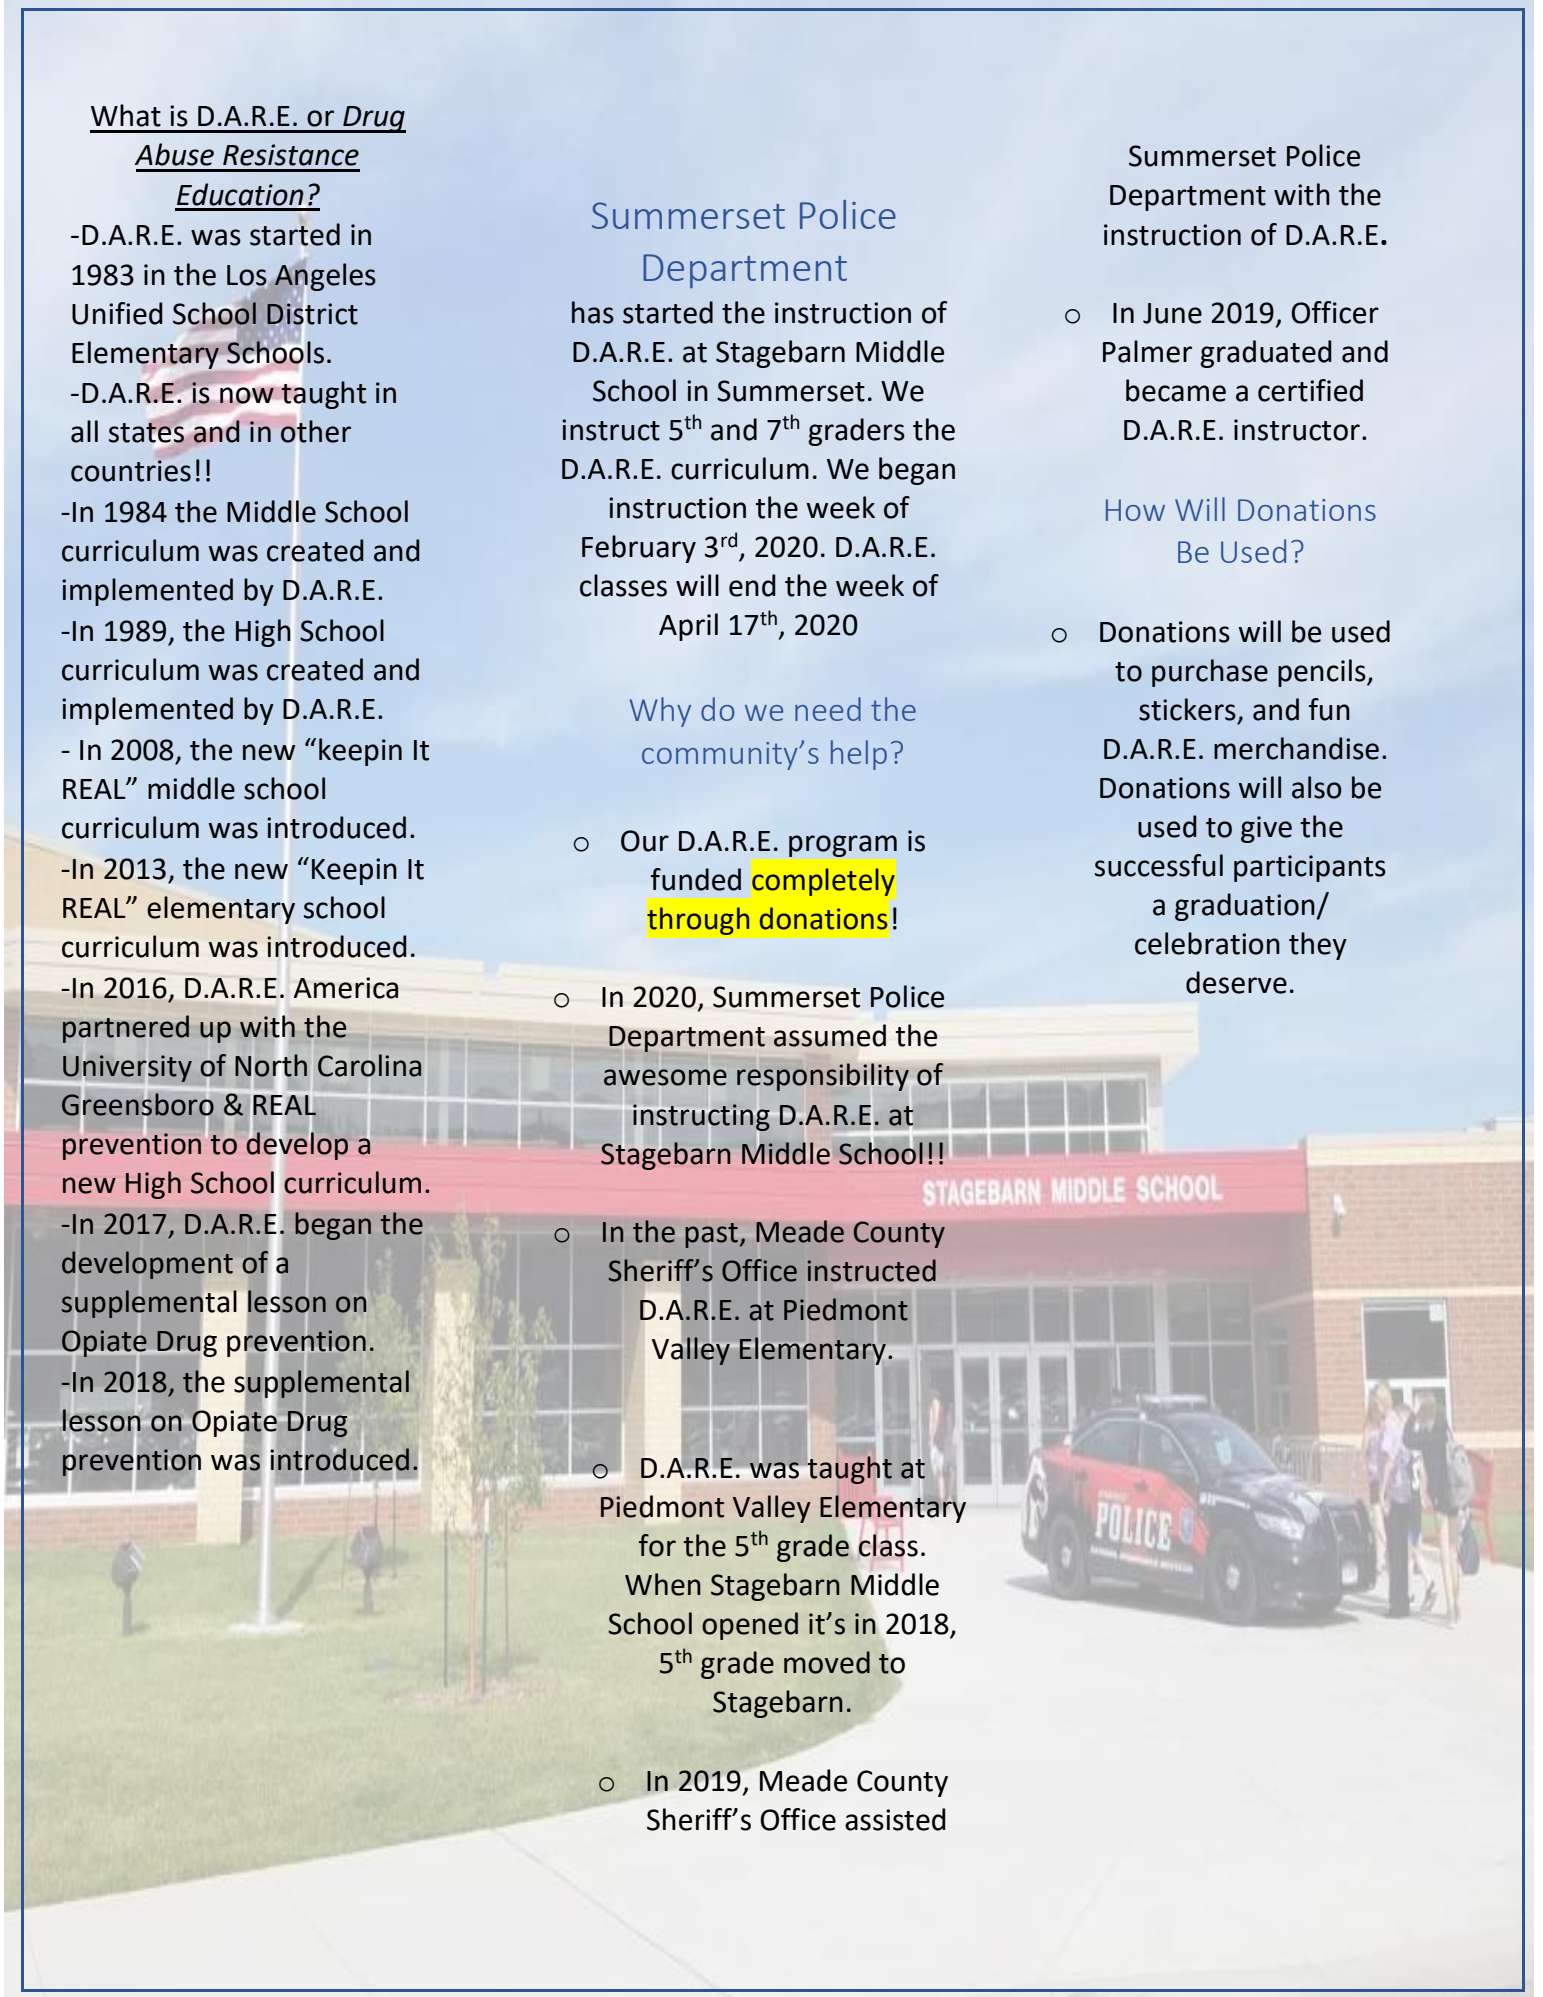 What is D.A.R.E. or Drug
Abuse Resistance
Education?
-D.A.R.E. was started in
1983 in the Los Angeles
Unified School District
Elementary Schools.
-D.A.R.E. is now taught in
all states and in other
countries!!
-In 1984 the Middle School
curriculum was created and
implemented by D.A.R.E.
-In 1989, the High School
curriculum was created and
implemented by D.A.R.E.
- In 2008, the new “keepin It
REAL” middle school
curriculum was introduced.
-In 2013, the new “Keepin It
REAL” elementary school
curriculum was introduced.
-In 2016, D.A.R.E. America
partnered up with the
University of North Carolina
Greensboro & REAL
prevention to develop a
new High School curriculum.
-In 2017, D.A.R.E. began the
development of a
supplemental lesson on
Opiate Drug prevention.
-In 2018, the supplemental
lesson on Opiate Drug
prevention was introduced.
Summerset Police
Department
has started the instruction of
D.A.R.E. at Stagebarn Middle
School in Summerset. We
instruct 5th and 7th graders the
D.A.R.E. curriculum. We began
instruction the week of
February 3rd, 2020. D.A.R.E.
classes will end the week of
April 17th, 2020
Why do we need the
community’s help?
o Our D.A.R.E. program is
funded completely
through donations!
o In 2020, Summerset Police
Department assumed the
awesome responsibility of
instructing D.A.R.E. at
Stagebarn Middle School!!
o In the past, Meade County
Sheriff’s Office instructed
D.A.R.E. at Piedmont
Valley Elementary.
o D.A.R.E. was taught at
Piedmont Valley Elementary
for the 5th grade class.
When Stagebarn Middle
School opened it’s in 2018,
5th grade moved to
Stagebarn.
o In 2019, Meade County
Sheriff’s Office assisted
Summerset Police
Department with the
instruction of D.A.R.E.
o In June 2019, Officer
Palmer graduated and
became a certified
D.A.R.E. instructor.
How Will Donations
Be Used?
o Donations will be used
to purchase pencils,
stickers, and fun
D.A.R.E. merchandise.
Donations will also be
used to give the
successful participants
a graduation/
celebration they
deserve.
STAGEBARN MIDDLE SCHOOL
POLICE